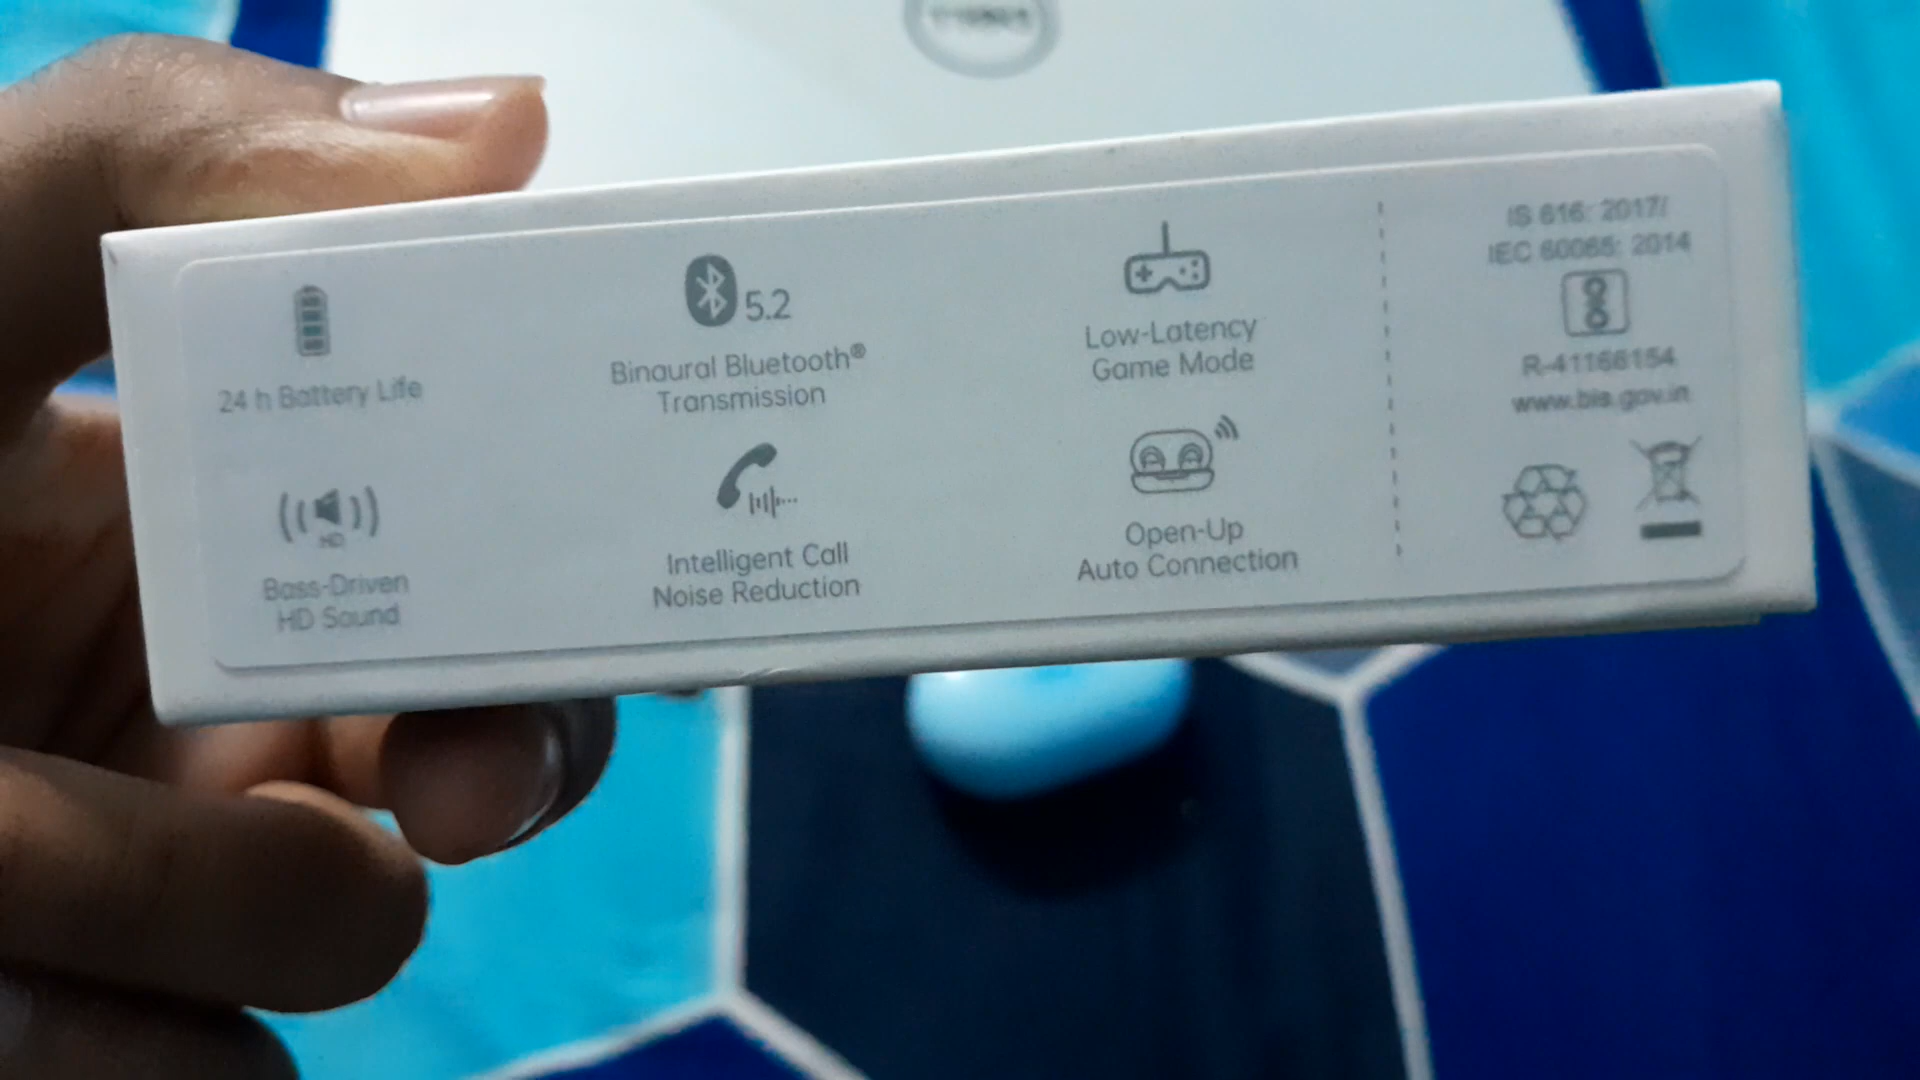 24 h Battery Life
HD
Bass-Driven
HD Sound
5.2
Binaural Bluetooth®
Transmission
Intelligent Call
Noise Reduction
Low-Latency
Game Mode
Open-Up
Auto Connection
IS 616: 2017/
IEC 60065: 2014
R-41166154
www.bis.gov.in